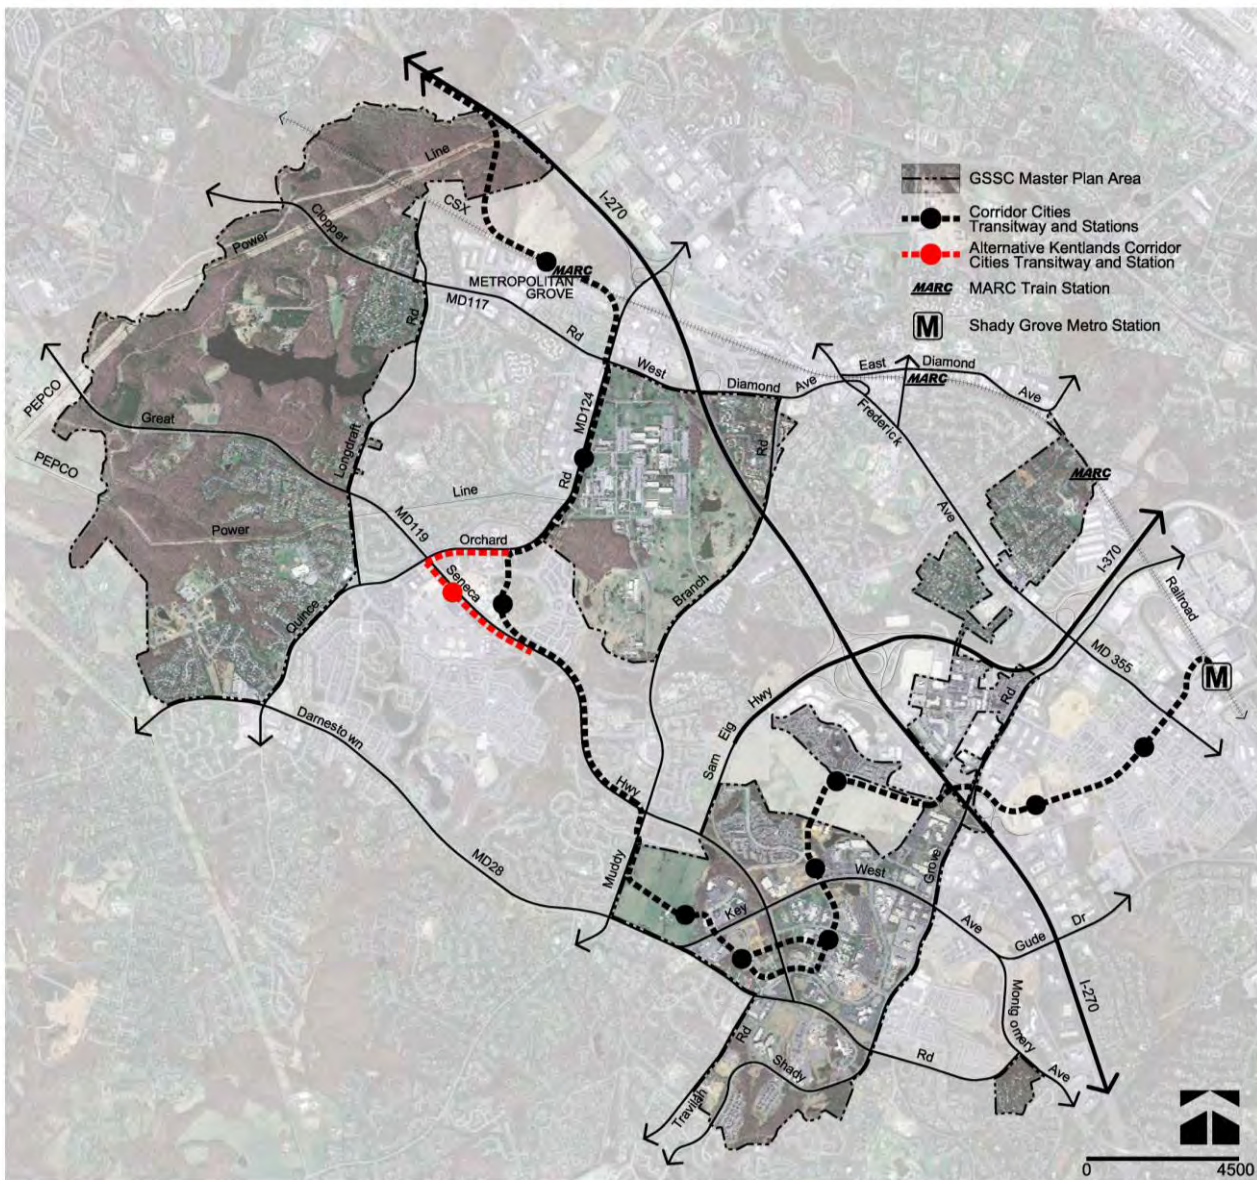 GSSC Master Plan Area
Corridor Cities
Transitway and Stations
Alternative Kentlands Corridor
Cities Transitway and Station
MARC
MARC Train Station
M
Shady Grove Metro Station
Line
I-270
CSX
Clopper
Power
MARC
METROPOLITAN
GROVE
MD117
Rd
Rd
West
Diamond
Ave
East
Diamond
Ave
MARC
Frederick
Ave
PEPCO
Great
PEPCO
Longdraft
MD124
Rd
Rd
MARC
Line
Power
MD119
Orchard
Seneca
Quince
Branch
I-370
Railroad
MD 355
M
Darnestown
Hwy
Sam
Eig
Hwy
Rd
MD28
Muddy
Key
West
Grove
Ave
Gude
Dr
I-270
Montgomery
Ave
Rd
Rd
Shady
Travilah
0
4500